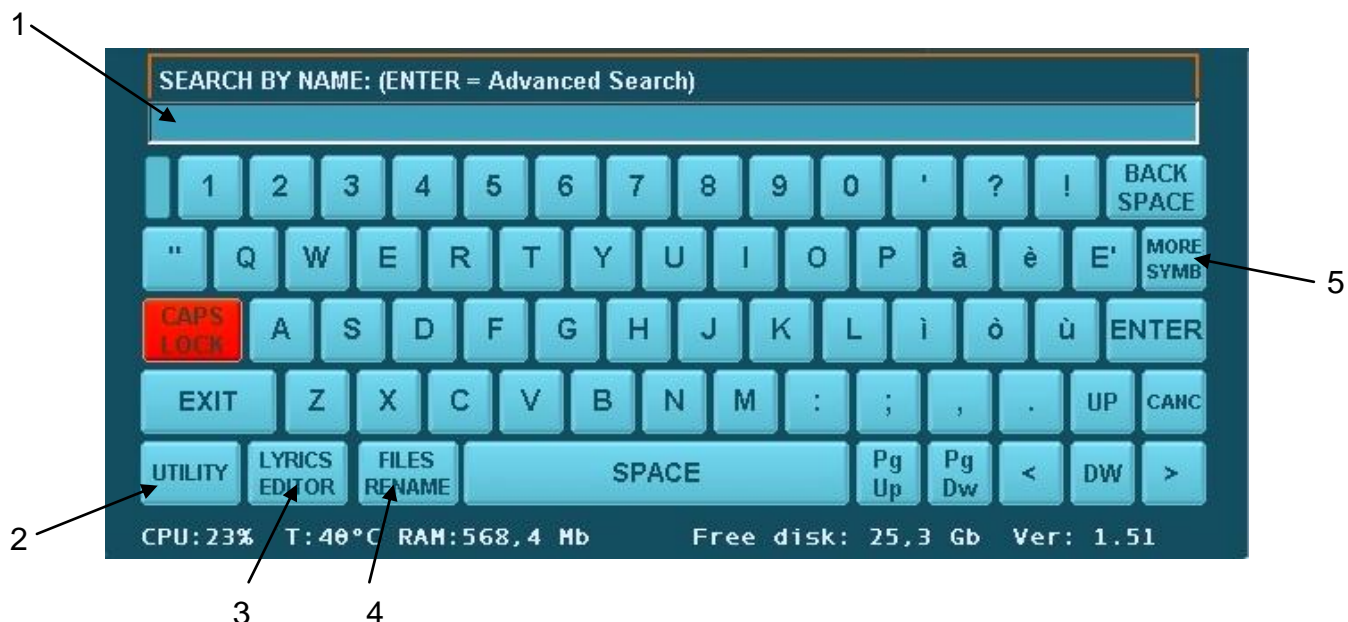 1
SEARCH BY NAME: (ENTER = Advanced Search)
1 2 3 4 5 6 7 8 9 0 ' ? ! BACK SPACE
" Q W E R T Y U I O P à è E' MORE SYMB
5
CAPS LOCK A S D F G H J K L ì ò ù ENTER
EXIT Z X C V B N M : ; , . UP CANC
UTILITY LYRICS EDITOR FILES RENAME SPACE Pg Up Pg Dw < DW >
2
CPU:23% T:40°C RAM:568,4 Mb Free disk: 25,3 Gb Ver: 1.51
3 4